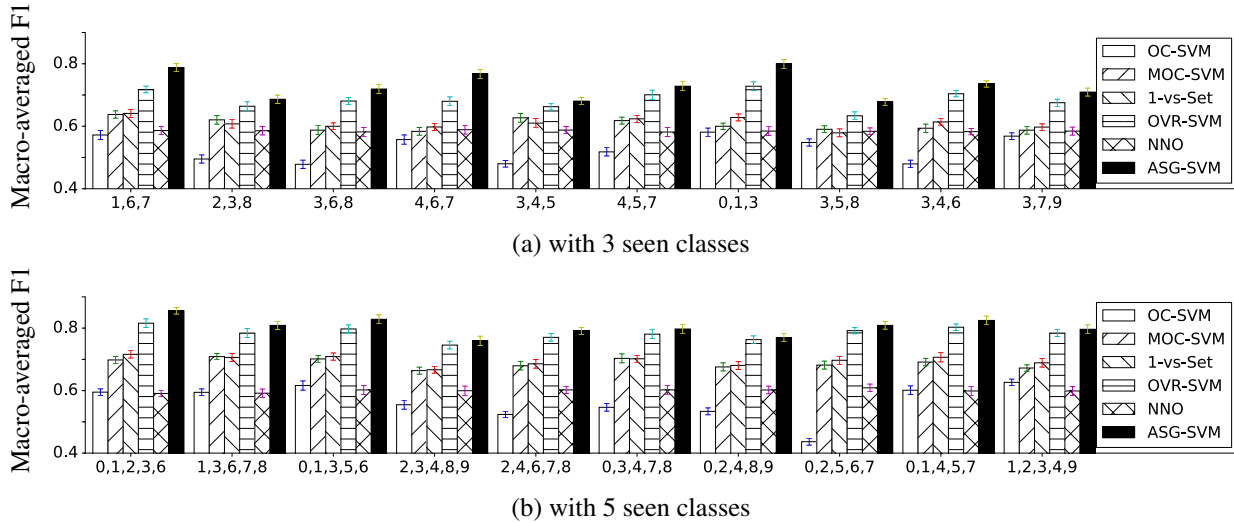 Macro-averaged F1
0.8
0.6
0.4
1,6,7 2,3,8 3,6,8 4,6,7 3,4,5 4,5,7 0,1,3 3,5,8 3,4,6 3,7,9
OC-SVM
MOC-SVM
1-vs-Set
OVR-SVM
NNO
ASG-SVM
(a) with 3 seen classes
Macro-averaged F1
0.8
0.6
0.4
0,1,2,3,6 1,3,6,7,8 0,1,3,5,6 2,3,4,8,9 2,4,6,7,8 0,3,4,7,8 0,2,4,8,9 0,2,5,6,7 0,1,4,5,7 1,2,3,4,9
OC-SVM
MOC-SVM
1-vs-Set
OVR-SVM
NNO
ASG-SVM
(b) with 5 seen classes